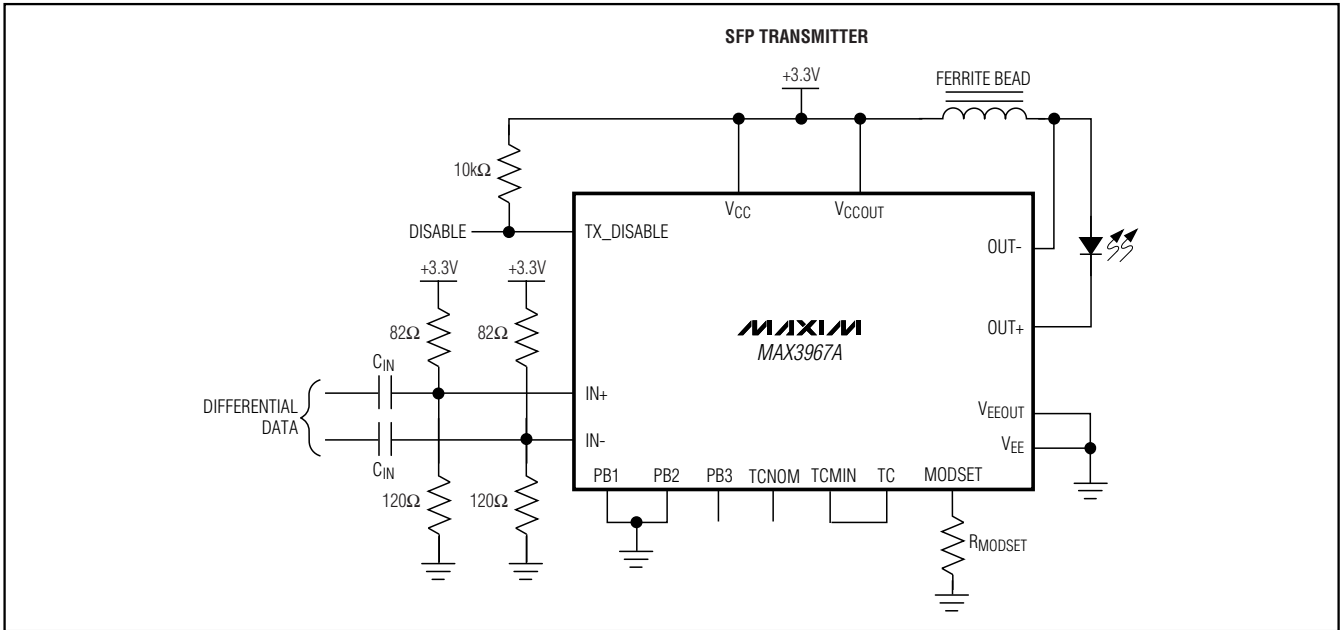 SFP TRANSMITTER
+3.3V
FERRITE BEAD
10kΩ
VCC
VCCOUT
DISABLE
TX_DISABLE
OUT-
+3.3V
+3.3V
82Ω
82Ω
MAXIM
MAX3967A
OUT+
CIN
DIFFERENTIAL
DATA
IN+
IN-
CIN
VEEOUT
VEE
PB1
PB2
PB3
TCNOM
TCMIN
TC
MODSET
120Ω
120Ω
RMODSET